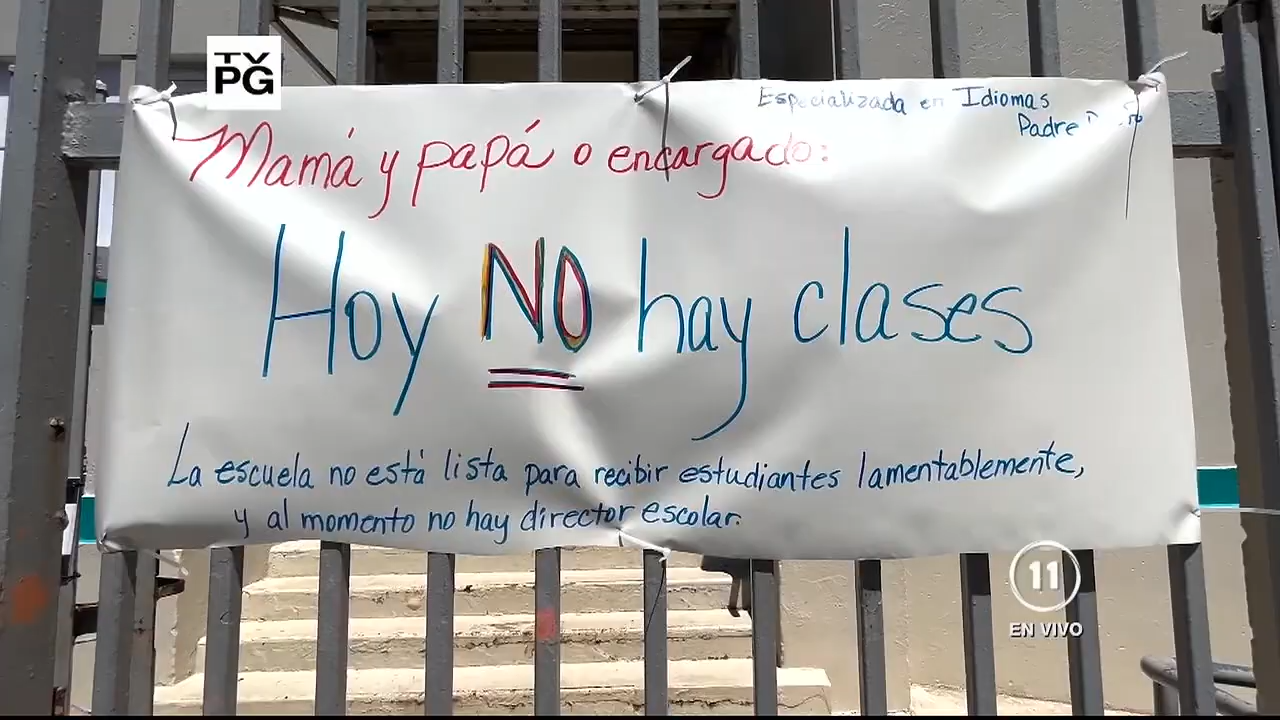 TV
PG
Especializada en Idiomas
Padre
Mamá y papá o encargado:
Hoy NO hay clases
La escuela no está lista para recibir estudiantes lamentablemente,
y al momento no hay director escolar.
11
EN VIVO